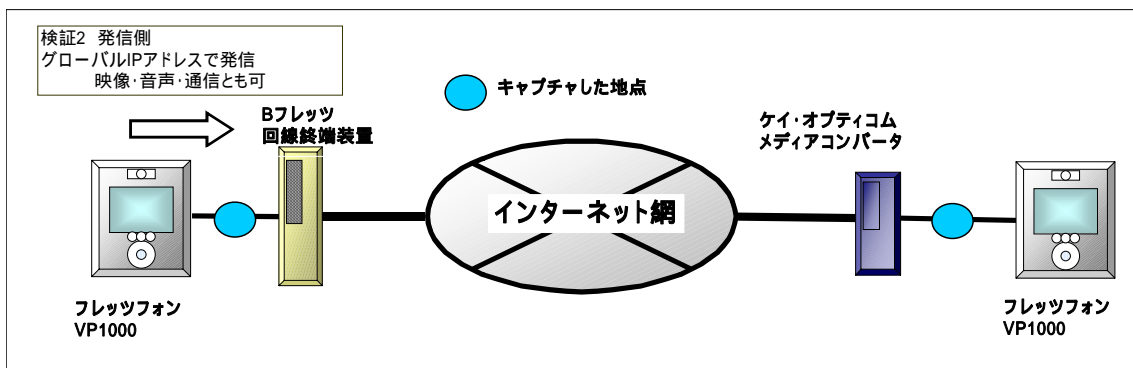 検証2 発信側
グローバルIPアドレスで発信
映像・音声・通信とも可
キャプチャした地点
Bフレッツ
回線終端装置
ケイ・オプティコム
メディアコンバータ
インターネット網
フレッツフォン
VP1000
フレッツフォン
VP1000